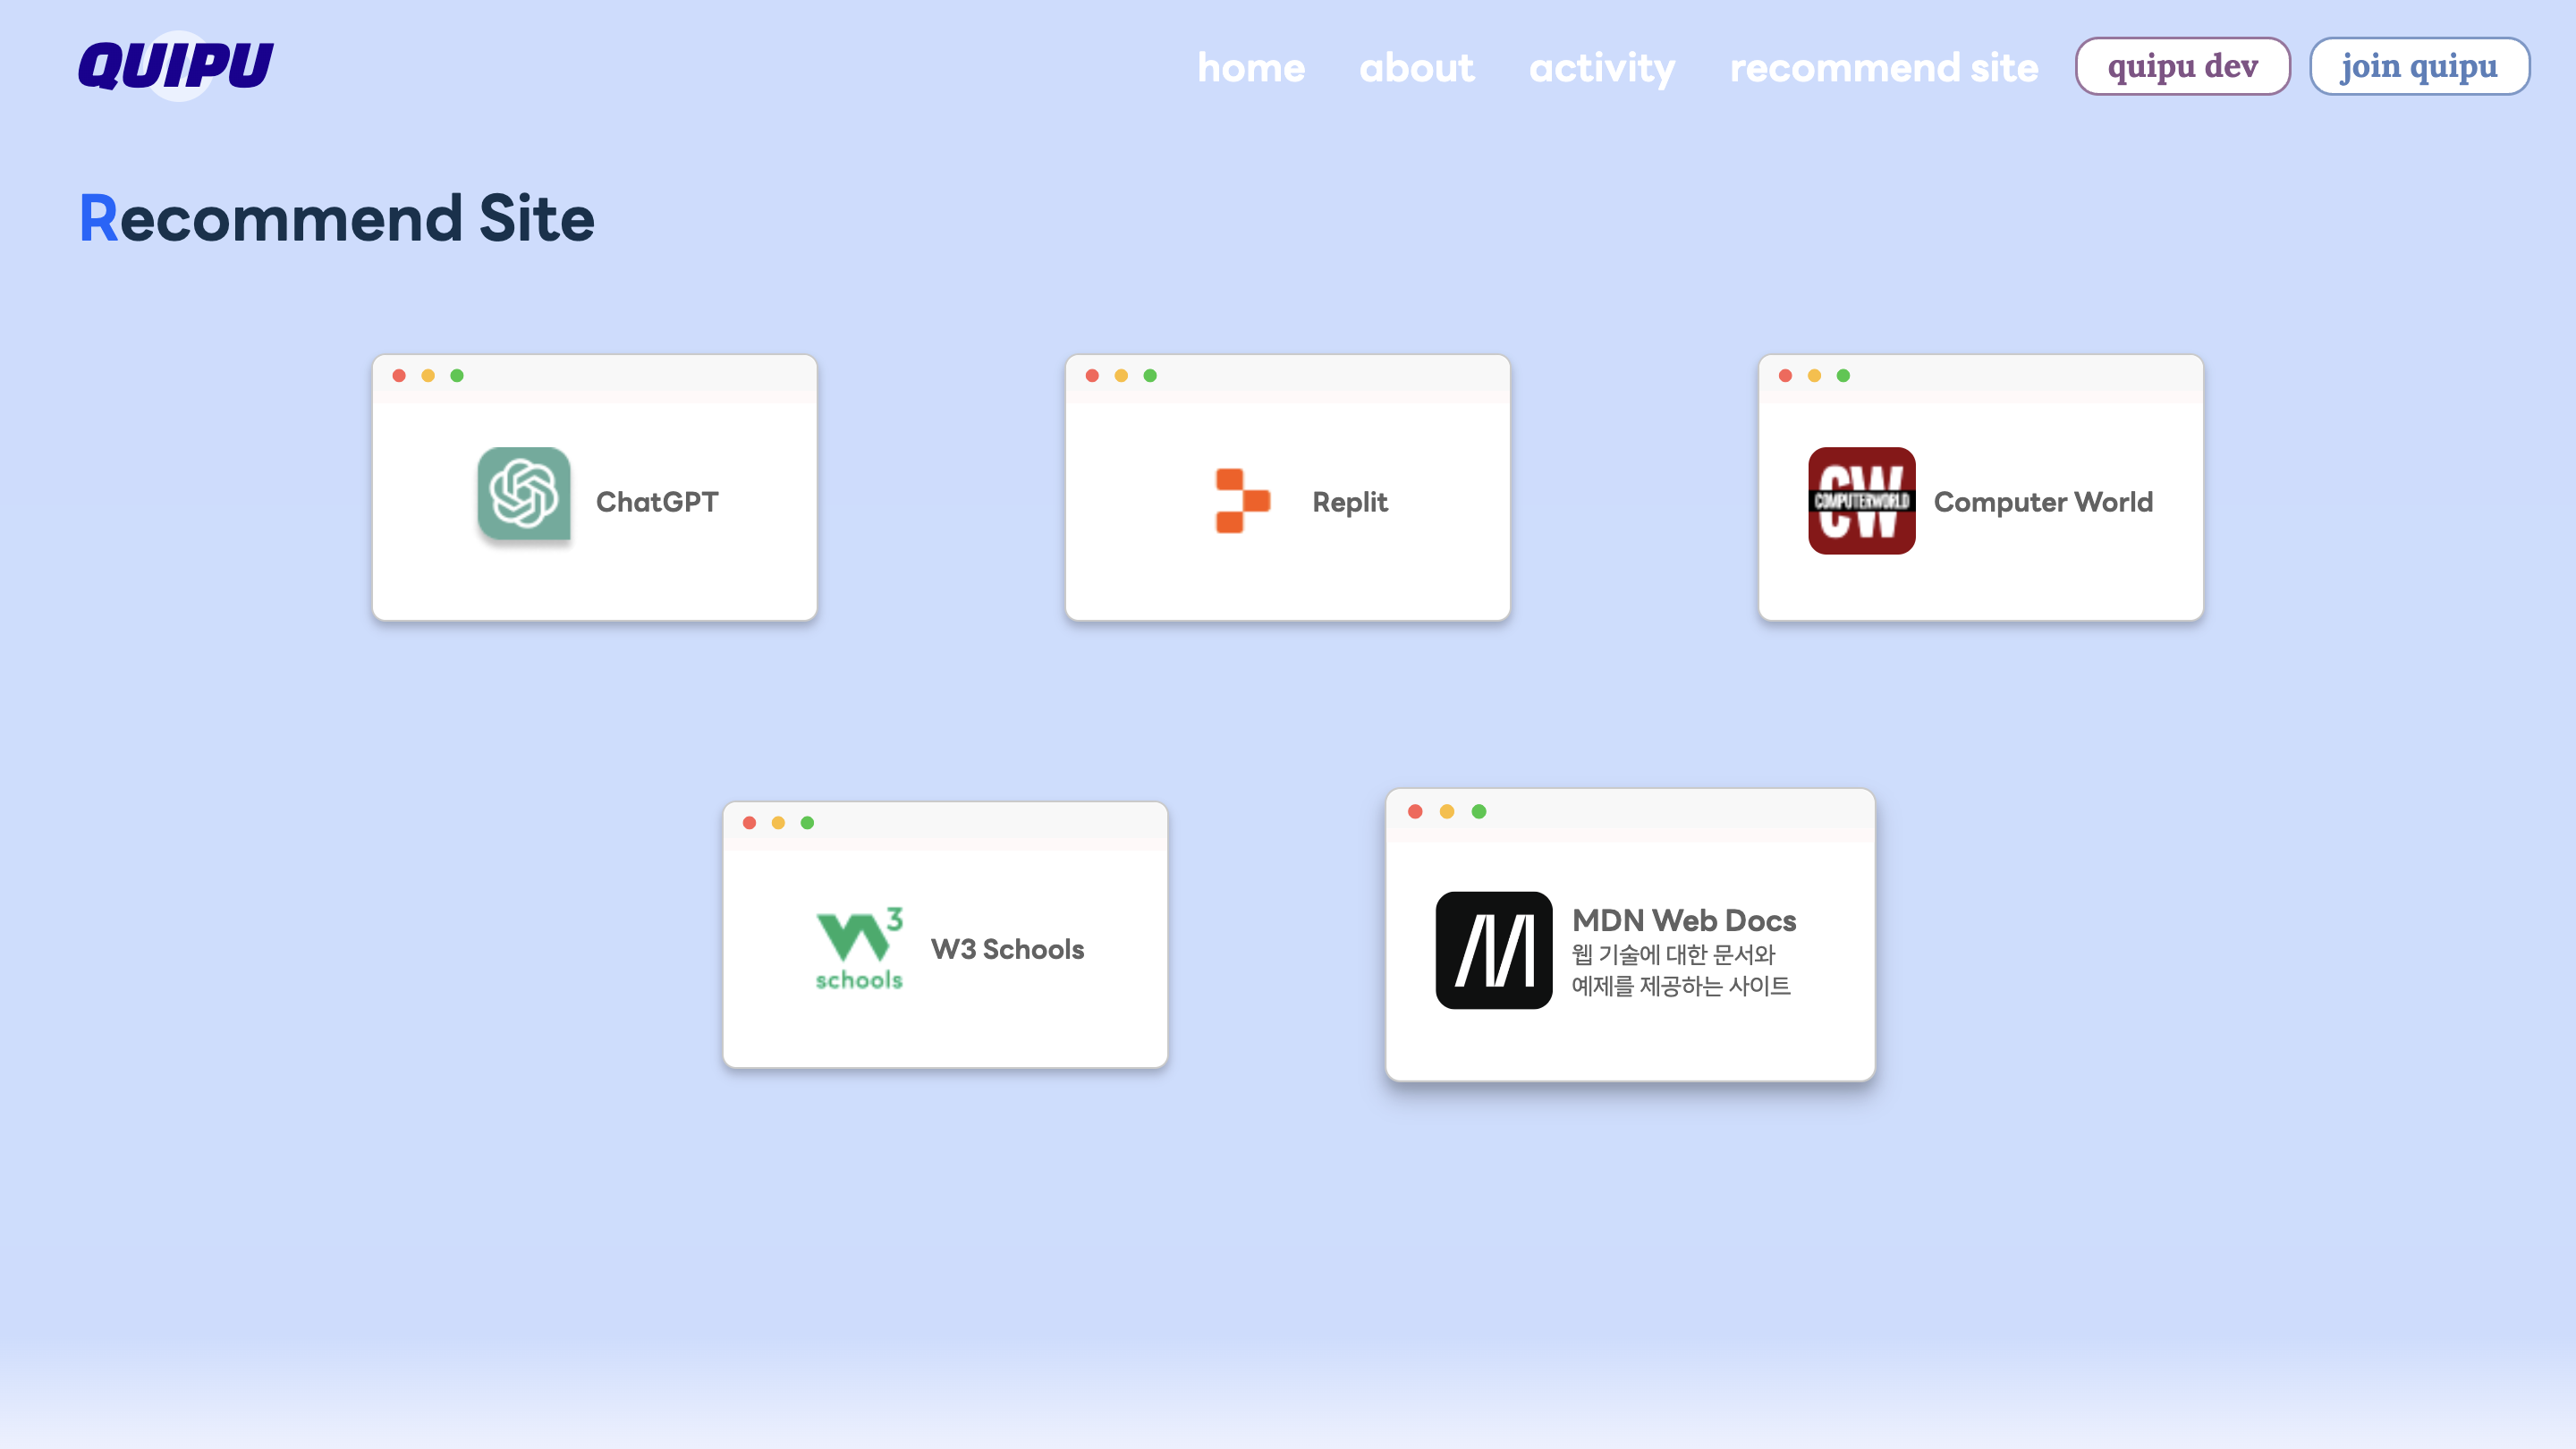 QUIPU
home about activity recommend site quipu dev join quipu
Recommend Site
ChatGPT
Replit
CW
COMPUTERWORLD
Computer World
W3
schools
W3 Schools
MDN Web Docs
웹 기술에 대한 문서와
예제를 제공하는 사이트